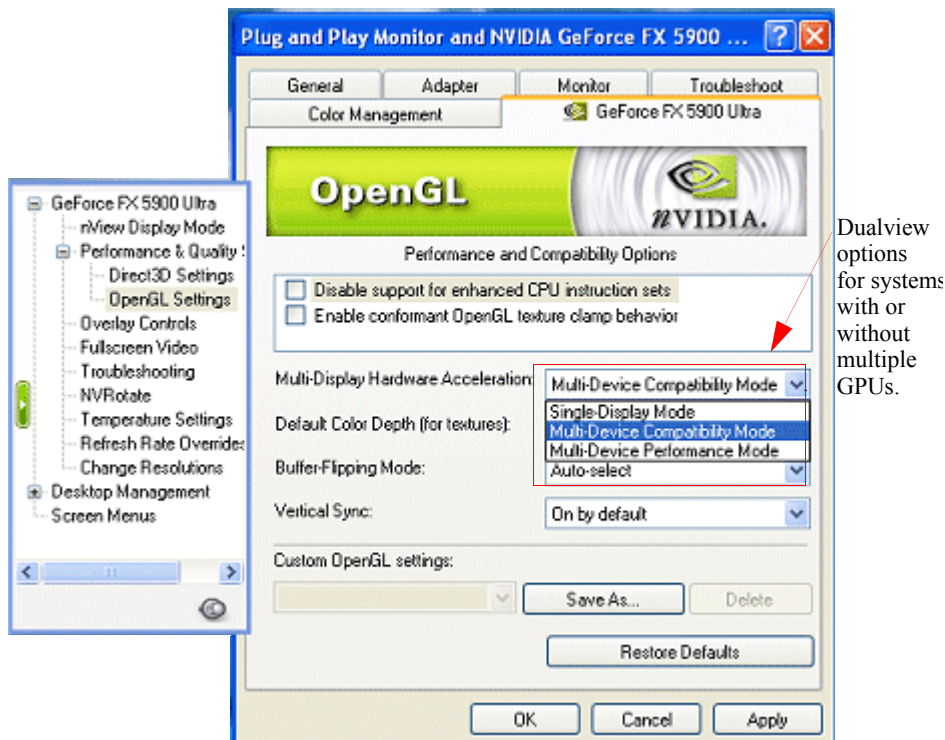 Plug and Play Monitor and NVIDIA GeForce FX 5900 ...
General
Adapter
Monitor
Troubleshoot
Color Management
GeForce FX 5900 Ultra
OpenGL
NVIDIA.
Performance and Compatibility Options
Disable support for enhanced CPU instruction sets
Enable conformant OpenGL texture clamp behavior
Multi-Display Hardware Acceleration:
Multi-Device Compatibility Mode
Single-Display Mode
Multi-Device Compatibility Mode
Multi-Device Performance Mode
Default Color Depth (for textures):
Buffer-Flipping Mode:
Auto-select
Vertical Sync:
On by default
Custom OpenGL settings:
Save As...
Delete
Restore Defaults
OK
Cancel
Apply
GeForce FX 5900 Ultra
nView Display Mode
Performance & Quality S
Direct3D Settings
OpenGL Settings
Overlay Controls
Fullscreen Video
Troubleshooting
NVRotate
Temperature Settings
Refresh Rate Overrides
Change Resolutions
Desktop Management
Screen Menus
Dualview
options
for systems
with or
without
multiple
GPUs.